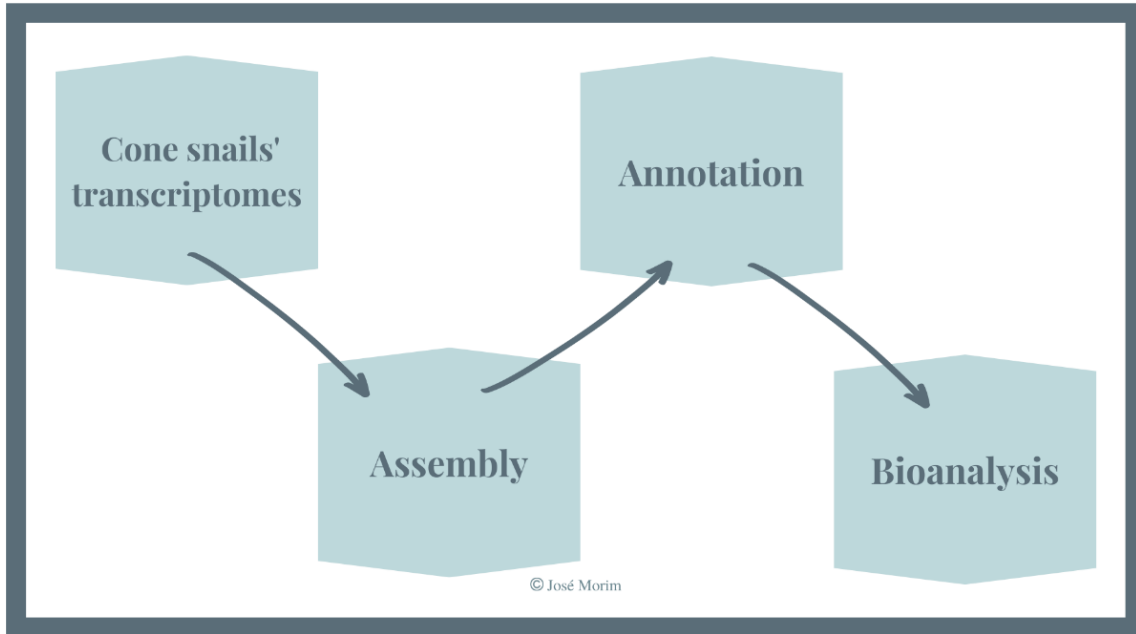 Cone snails'
transcriptomes
Assembly
Annotation
Bioanalysis
© José Morim